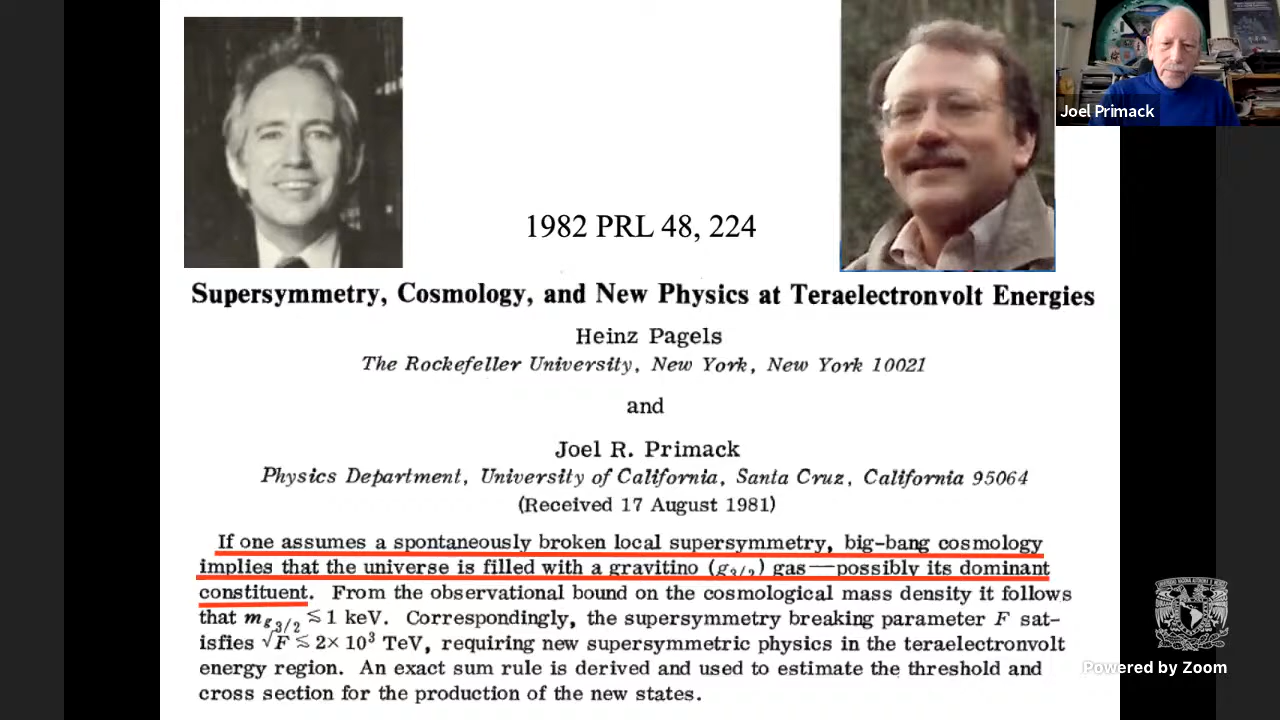 Joel Primack
1982 PRL 48, 224
Supersymmetry, Cosmology, and New Physics at Teraelectronvolt Energies
Heinz Pagels
The Rockefeller University, New York, New York 10021
and
Joel R. Primack
Physics Department, University of California, Santa Cruz, California 95064
(Received 17 August 1981)
If one assumes a spontaneously broken local supersymmetry, big-bang cosmology
implies that the universe is filled with a gravitino (g₃/₂) gas—possibly its dominant
constituent. From the observational bound on the cosmological mass density it follows
that m_g₃/₂ ≲ 1 keV. Correspondingly, the supersymmetry breaking parameter F sat-
isfies √F ≲ 2× 10³ TeV, requiring new supersymmetric physics in the teraelectronvolt
energy region. An exact sum rule is derived and used to estimate the threshold and
cross section for the production of the new states.
Powered by Zoom